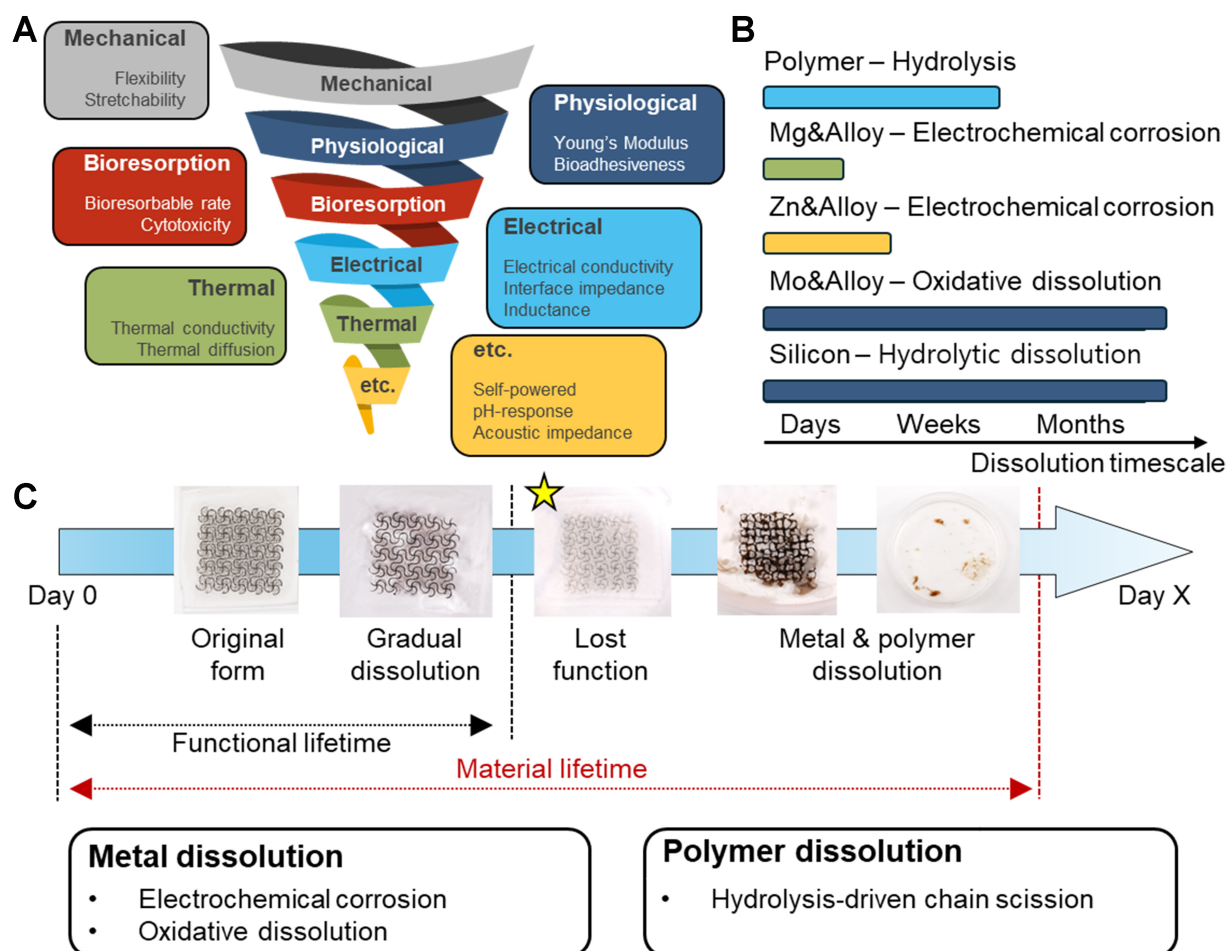 A
Mechanical
Flexibility
Stretchability
Bioresorption
Bioresorbable rate
Cytotoxicity
Thermal
Thermal conductivity
Thermal diffusion
Mechanical
Physiological
Bioresorption
Electrical
Thermal
etc.
Physiological
Young's Modulus
Bioadhesiveness
Electrical
Electrical conductivity
Interface impedance
Inductance
etc.
Self-powered
pH-response
Acoustic impedance
B
Polymer – Hydrolysis
Mg&Alloy – Electrochemical corrosion
Zn&Alloy – Electrochemical corrosion
Mo&Alloy – Oxidative dissolution
Silicon – Hydrolytic dissolution
Days Weeks Months
Dissolution timescale
C
Day 0
Day X
Original
form
Gradual
dissolution
Lost
function
Metal & polymer
dissolution
Functional lifetime
Material lifetime
Metal dissolution
• Electrochemical corrosion
• Oxidative dissolution
Polymer dissolution
• Hydrolysis-driven chain scission